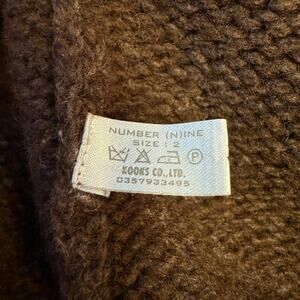 NUMBER (N)INE
SIZE : 2
P
KOOKS CO.,LTD.
0357933495